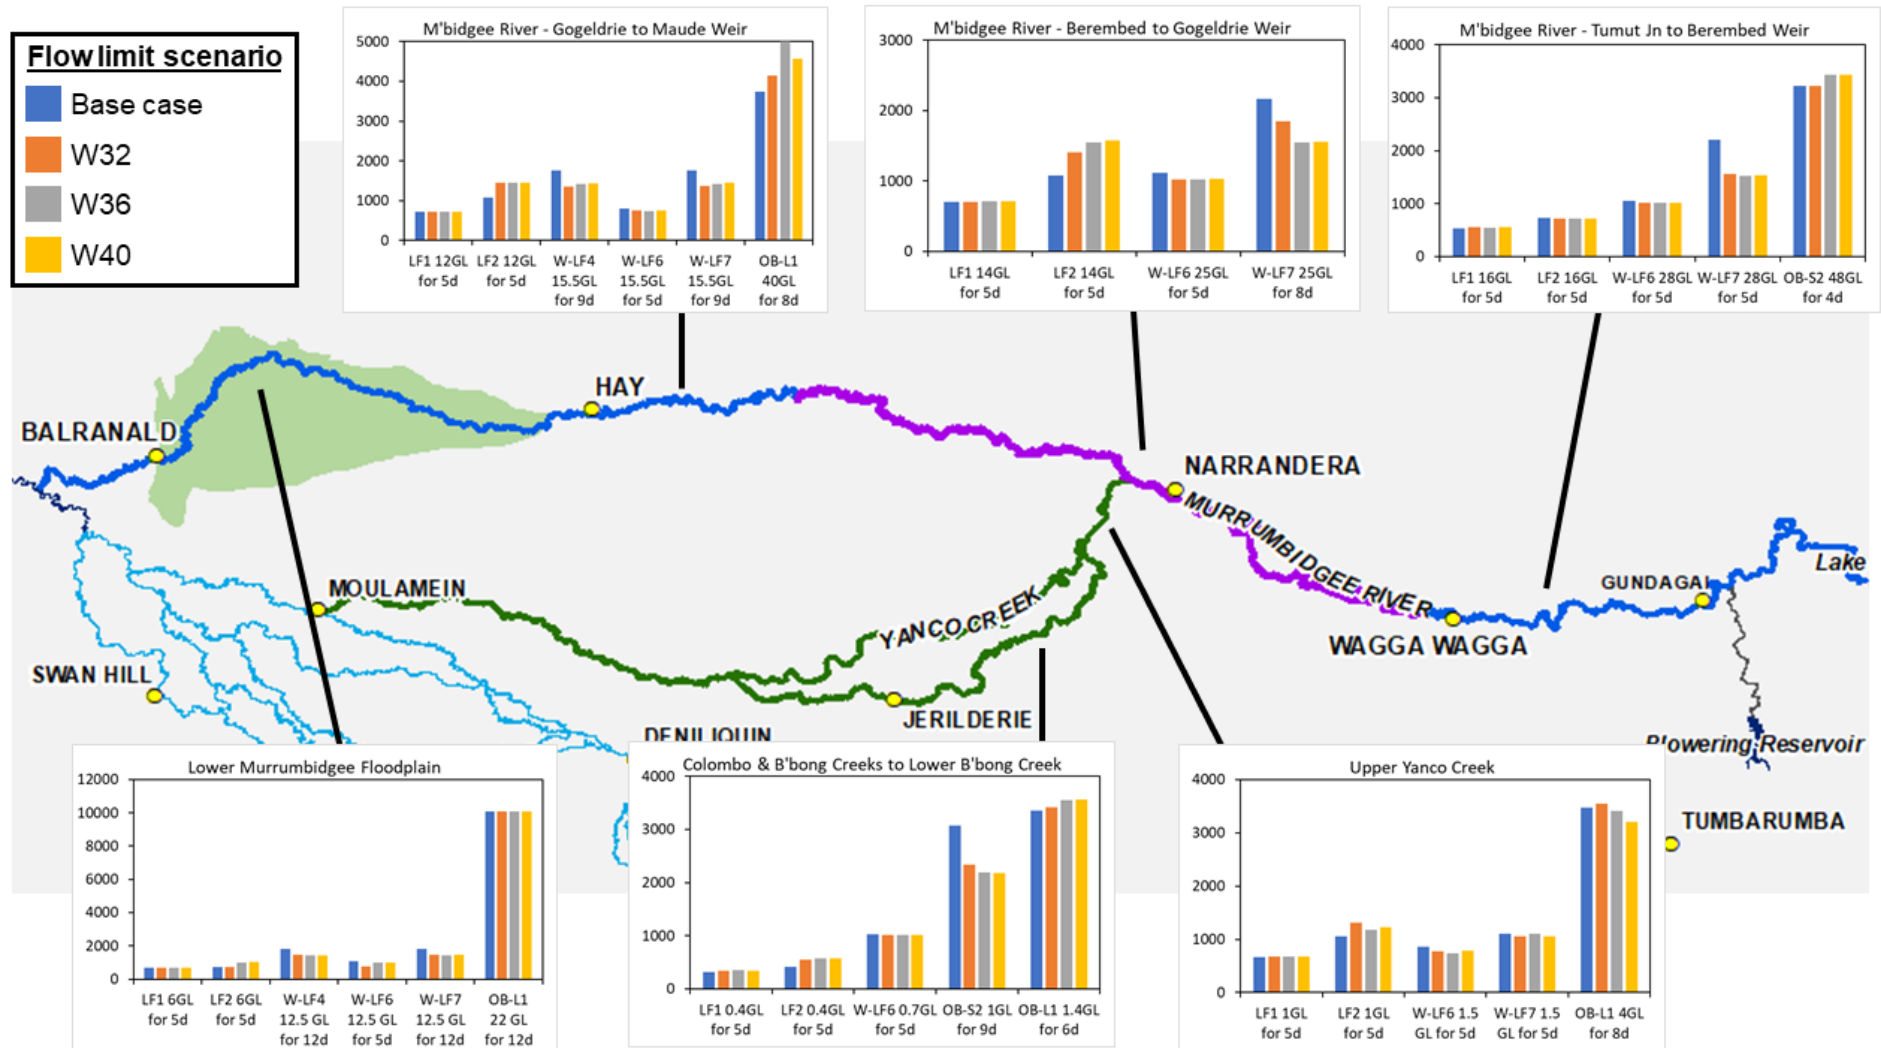 Flow limit scenario
Base case
W32
W36
W40
M'bidgee River - Gogeldrie to Maude Weir
5000
4000
3000
2000
1000
0
LF1 12GL for 5d
LF2 12GL for 5d
W-LF4 15.5GL for 9d
W-LF6 15.5GL for 5d
W-LF7 15.5GL for 9d
OB-L1 40GL for 8d
M'bidgee River - Berembed to Gogeldrie Weir
3000
2000
1000
0
LF1 14GL for 5d
LF2 14GL for 5d
W-LF6 25GL for 5d
W-LF7 25GL for 8d
M'bidgee River - Tumut Jn to Berembed Weir
4000
3000
2000
1000
0
LF1 16GL for 5d
LF2 16GL for 5d
W-LF6 28GL for 5d
W-LF7 28GL for 5d
OB-S2 48GL for 4d
HAY
BALRANALD
NARRANDERA
MURRUMBIDGEE RIVER
Lake
GUNDAGAI
MOULAMEIN
YANCO CREEK
WAGGA WAGGA
SWAN HILL
JERILDERIE
DENILIQUIN
Blowering Reservoir
TUMBARUMBA
Lower Murrumbidgee Floodplain
12000
10000
8000
6000
4000
2000
0
LF1 6GL for 5d
LF2 6GL for 5d
W-LF4 12.5 GL for 12d
W-LF6 12.5 GL for 5d
W-LF7 12.5 GL for 12d
OB-L1 22 GL for 12d
Colombo & B'bong Creeks to Lower B'bong Creek
4000
3000
2000
1000
0
LF1 0.4GL for 5d
LF2 0.4GL for 5d
W-LF6 0.7GL for 5d
OB-S2 1GL for 9d
OB-L1 1.4GL for 6d
Upper Yanco Creek
4000
3000
2000
1000
0
LF1 1GL for 5d
LF2 1GL for 5d
W-LF6 1.5 GL for 5d
W-LF7 1.5 GL for 5d
OB-L1 4GL for 8d